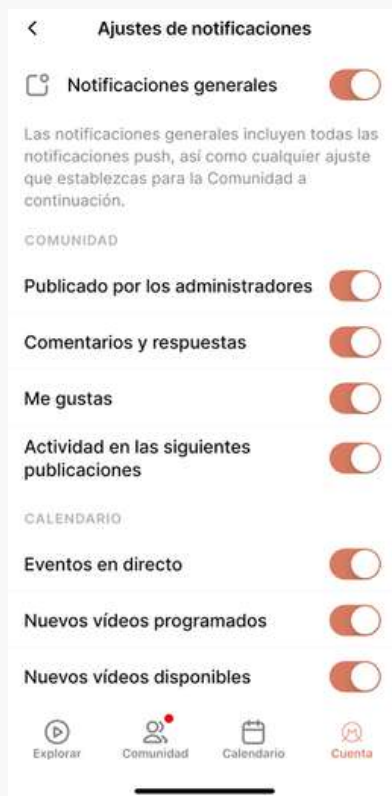 Ajustes de notificaciones
Notificaciones generales
Las notificaciones generales incluyen todas las
notificaciones push, así como cualquier ajuste
que establezcas para la Comunidad a
continuación.
COMUNIDAD
Publicado por los administradores
Comentarios y respuestas
Me gustas
Actividad en las siguientes
publicaciones
CALENDARIO
Eventos en directo
Nuevos vídeos programados
Nuevos vídeos disponibles
Explorar
Comunidad
Calendario
Cuenta